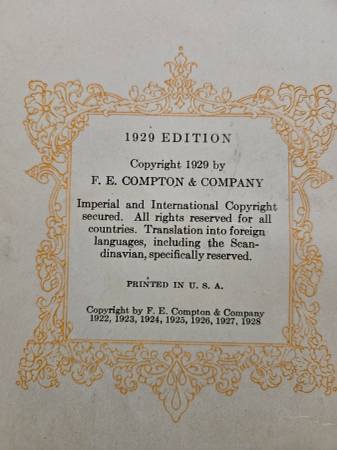 1929 EDITION
Copyright 1929 by
F. E. COMPTON & COMPANY
Imperial and International Copyright
secured. All rights reserved for all
countries. Translation into foreign
languages, including the Scan-
dinavian, specifically reserved.
PRINTED IN U. S. A.
Copyright by F. E. Compton & Company
1922, 1923, 1924, 1925, 1926, 1927, 1928